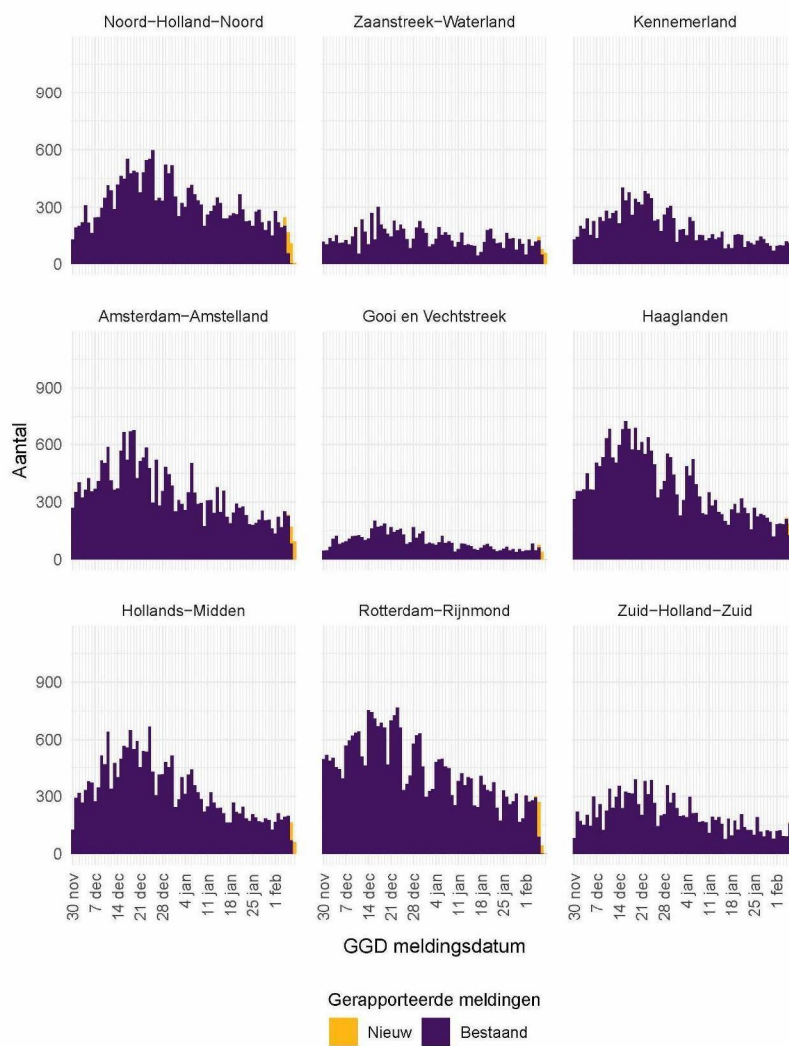 Noord-Holland-Noord
Zaanstreek-Waterland
Kennemerland
900
600
300
0
Amsterdam-Amstelland
Gooi en Vechtstreek
Haaglanden
Aantal
900
600
300
0
Hollands-Midden
Rotterdam-Rijnmond
Zuid-Holland-Zuid
900
600
300
0
30 nov
7 dec
14 dec
21 dec
28 dec
4 jan
11 jan
18 jan
25 jan
1 feb
30 nov
7 dec
14 dec
21 dec
28 dec
4 jan
11 jan
18 jan
25 jan
1 feb
30 nov
7 dec
14 dec
21 dec
28 dec
4 jan
11 jan
18 jan
25 jan
1 feb
GGD meldingsdatum
Gerapporteerde meldingen
Nieuw
Bestaand